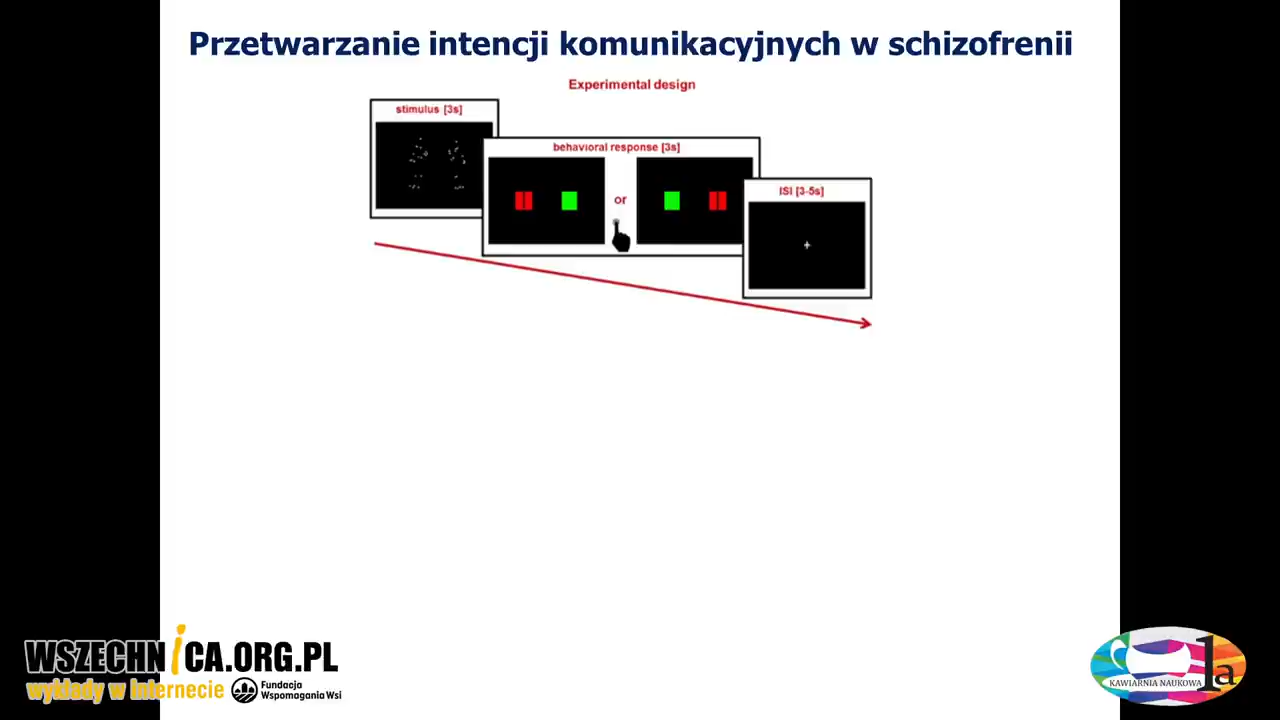 Przetwarzanie intencji komunikacyjnych w schizofrenii
Experimental design
stimulus [3s]
behavioral response [3s]
or
ISI [3-5s]
WSZECHNICA.ORG.PL
wykłady w Internecie
Fundacja
Wspomagania Wsi
KAWIARNIA NAUKOWA
1a